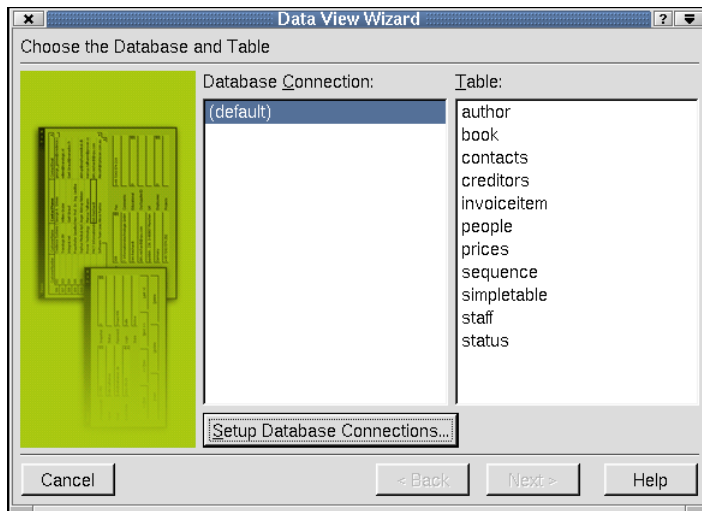 Data View Wizard
Choose the Database and Table
Database Connection:
(default)
Table:
author
book
contacts
creditors
invoiceitem
people
prices
sequence
simpletable
staff
status
Setup Database Connections...
Cancel
< Back
Next >
Help